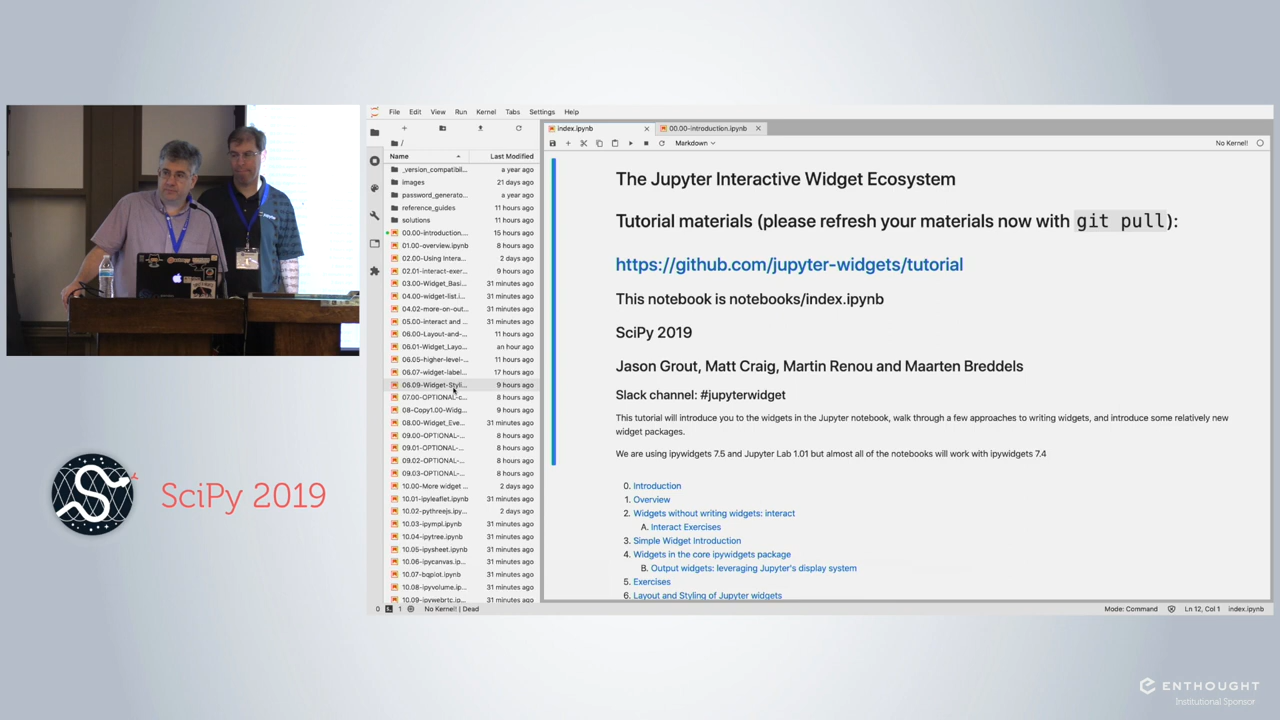 File Edit View Run Kernel Tabs Settings Help
index.ipynb
00.00-introduction.ipynb
Markdown
No Kernel!
/
Name Last Modified
_version_compatibil... a year ago
images 21 days ago
password_generato... a year ago
reference_guides 11 hours ago
solutions 11 hours ago
00.00-introduction.... 15 hours ago
01.00-overview.ipynb 8 hours ago
02.00-Using Intera... 2 days ago
02.01-interact-exer... 9 hours ago
03.00-Widget_Basi... 31 minutes ago
04.00-widget-list.i... 31 minutes ago
04.02-more-on-out... 31 minutes ago
05.00-interact and ... 31 minutes ago
06.00-Layout-and-... 11 hours ago
06.01-Widget_Layo... an hour ago
06.05-higher-level-... 11 hours ago
06.07-widget-label... 17 hours ago
06.09-Widget-Styli... 9 hours ago
07.00-OPTIONAL-c... 8 hours ago
08-Copy1.00-Widg... 9 hours ago
08.00-Widget_Eve... 31 minutes ago
09.00-OPTIONAL-... 8 hours ago
09.01-OPTIONAL-... 8 hours ago
09.02-OPTIONAL-... 8 hours ago
09.03-OPTIONAL-... 8 hours ago
10.00-More widget ... 2 days ago
10.01-ipyleaflet.ipynb 31 minutes ago
10.02-pythreejs.ipy... 2 days ago
10.03-ipympl.ipynb 31 minutes ago
10.04-ipytree.ipynb 31 minutes ago
10.05-ipysheet.ipynb 31 minutes ago
10.06-ipycanvas.ip... 31 minutes ago
10.07-bqplot.ipynb 31 minutes ago
10.08-ipyvolume.ip... 31 minutes ago
10.09-ipywebrtc.io... 31 minutes ago
The Jupyter Interactive Widget Ecosystem
Tutorial materials (please refresh your materials now with git pull):
https://github.com/jupyter-widgets/tutorial
This notebook is notebooks/index.ipynb
SciPy 2019
Jason Grout, Matt Craig, Martin Renou and Maarten Breddels
Slack channel: #jupyterwidget
This tutorial will introduce you to the widgets in the Jupyter notebook, walk through a few approaches to writing widgets, and introduce some relatively new
widget packages.
We are using ipywidgets 7.5 and Jupyter Lab 1.01 but almost all of the notebooks will work with ipywidgets 7.4
0. Introduction
1. Overview
2. Widgets without writing widgets: interact
A. Interact Exercises
3. Simple Widget Introduction
4. Widgets in the core ipywidgets package
B. Output widgets: leveraging Jupyter's display system
5. Exercises
6. Layout and Styling of Jupyter widgets
0 1 No Kernel! | Dead
Mode: Command Ln 12, Col 1 index.ipynb
SciPy 2019
ENTHOUGHT
Institutional Sponsor